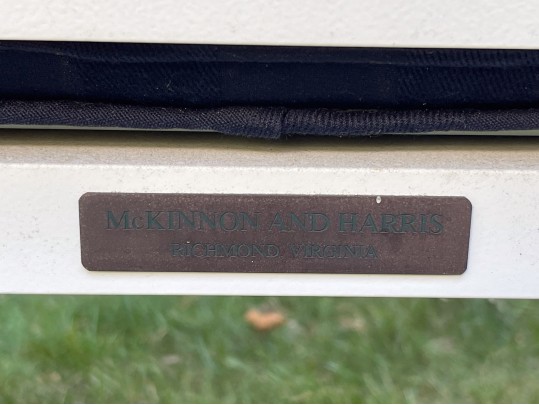 McKINNON AND HARRIS
RICHMOND VIRGINIA